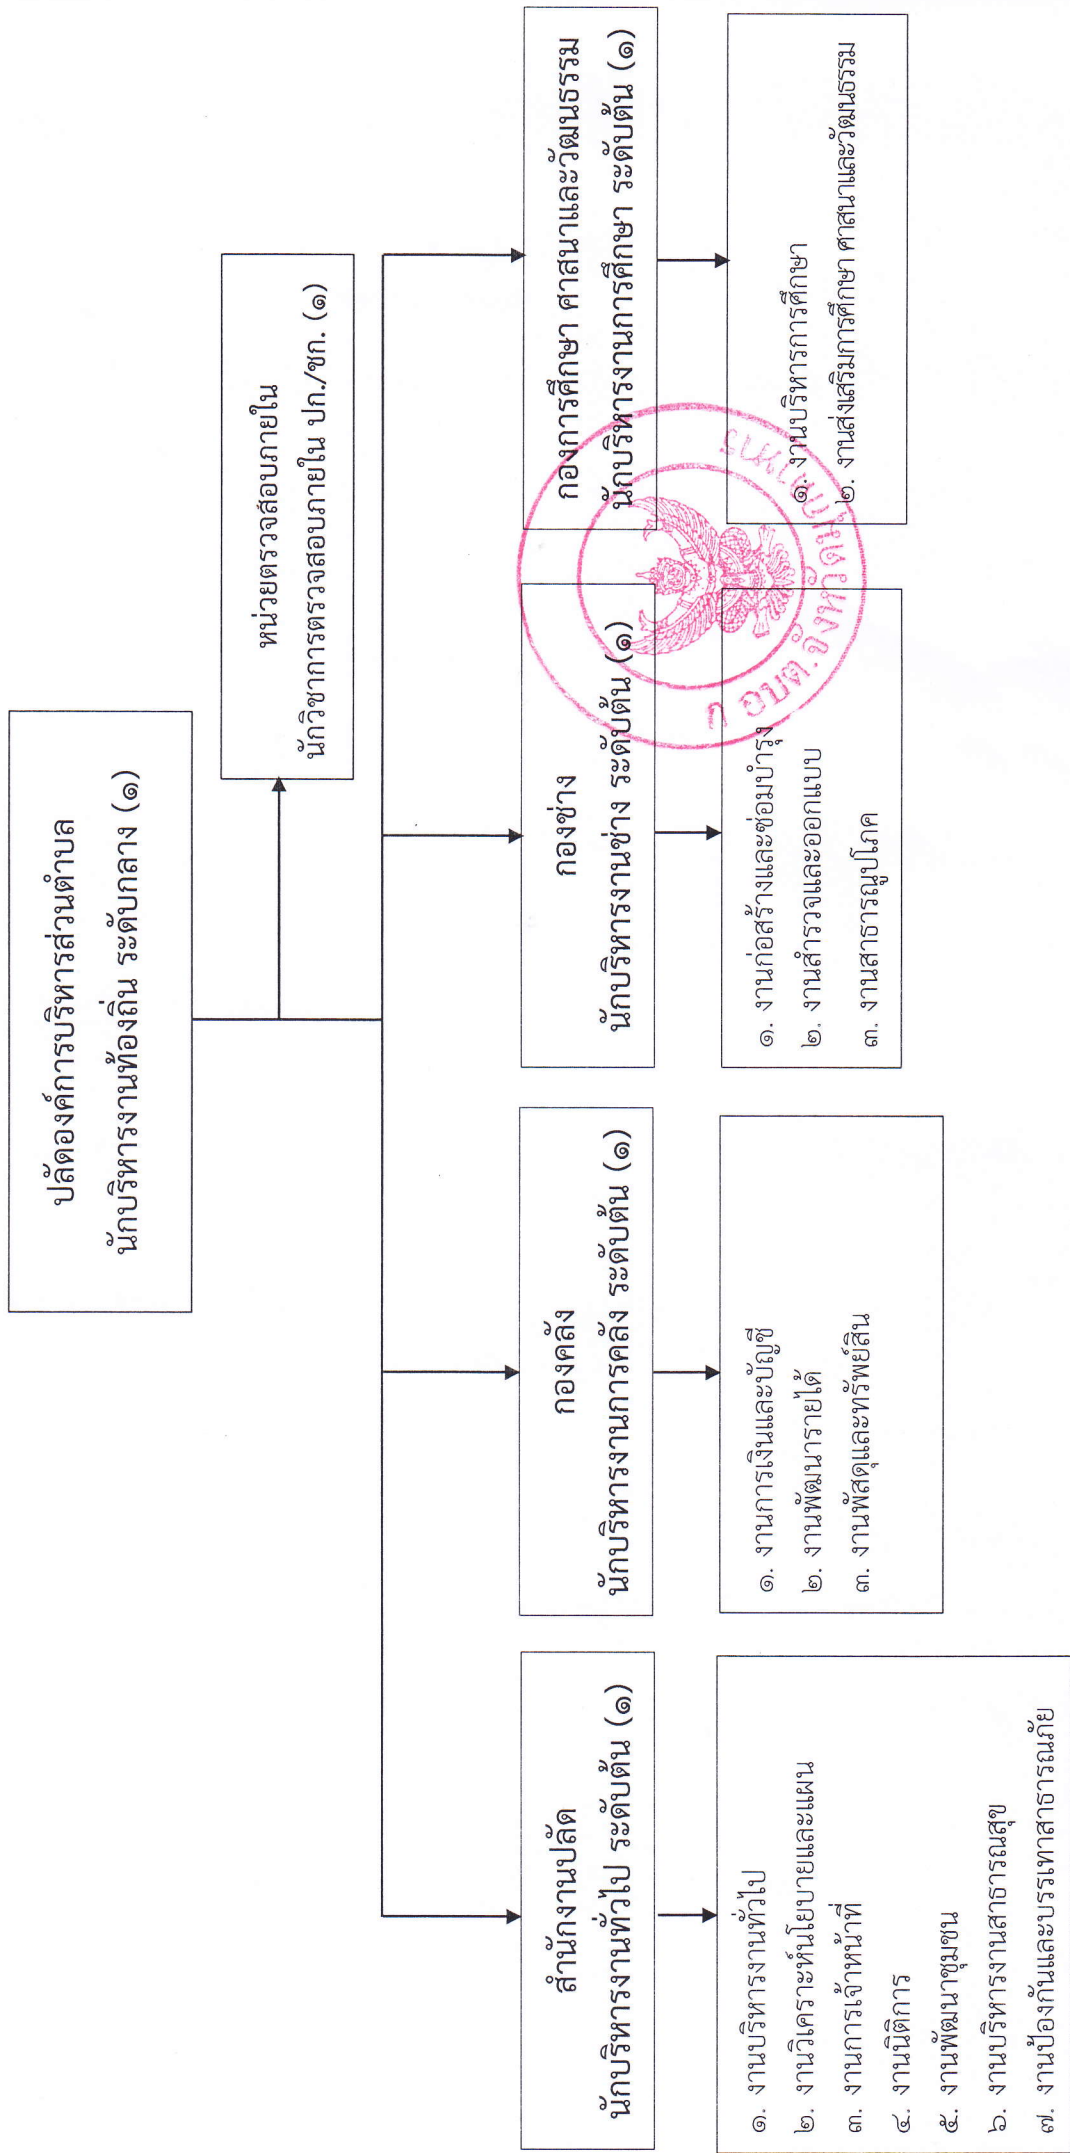 ปลัดองค์การบริหารส่วนตำบล
นักบริหารงานท้องถิ่น ระดับกลาง (๑)
หน่วยตรวจสอบภายใน
นักวิชาการตรวจสอบภายใน ปก./ชก. (๑)
สำนักงานปลัด
นักบริหารงานทั่วไป ระดับต้น (๑)
กองคลัง
นักบริหารงานการคลัง ระดับต้น (๑)
กองช่าง
นักบริหารงานช่าง ระดับต้น (๑)
กองการศึกษา ศาสนาและวัฒนธรรม
นักบริหารงานการศึกษา ระดับต้น (๑)
๑. งานบริหารงานทั่วไป
๒. งานวิเคราะห์นโยบายและแผน
๓. งานการเจ้าหน้าที่
๔. งานนิติการ
๕. งานพัฒนาชุมชน
๖. งานบริหารงานสาธารณสุข
๗. งานป้องกันและบรรเทาสาธารณภัย
๑. งานการเงินและบัญชี
๒. งานพัฒนารายได้
๓. งานพัสดุและทรัพย์สิน
๑. งานก่อสร้างและซ่อมบำรุง
๒. งานสำรวจและออกแบบ
๓. งานสาธารณูปโภค
๑. งานบริหารการศึกษา
๒. งานส่งเสริมการศึกษา ศาสนาและวัฒนธรรม
ก อบต.จังหวัด